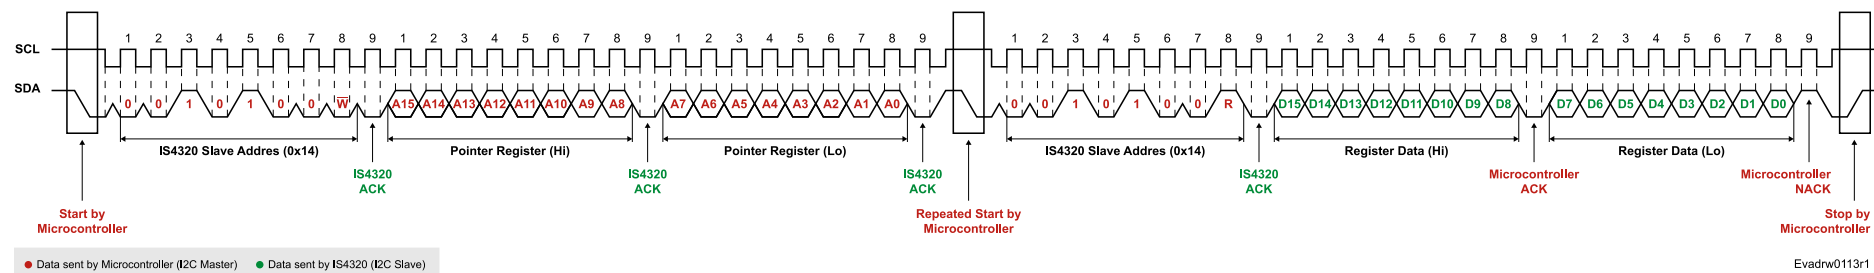 1 2 3 4 5 6 7 8 9 1 2 3 4 5 6 7 8 9 1 2 3 4 5 6 7 8 9 1 2 3 4 5 6 7 8 9 1 2 3 4 5 6 7 8 9 1 2 3 4 5 6 7 8 9
SCL
SDA
0 0 1 0 1 0 0 W̅ A15 A14 A13 A12 A11 A10 A9 A8 A7 A6 A5 A4 A3 A2 A1 A0 0 0 1 0 1 0 0 R D15 D14 D13 D12 D11 D10 D9 D8 D7 D6 D5 D4 D3 D2 D1 D0
IS4320 Slave Addres (0x14) Pointer Register (Hi) Pointer Register (Lo) IS4320 Slave Addres (0x14) Register Data (Hi) Register Data (Lo)
IS4320
ACK
IS4320
ACK
IS4320
ACK
IS4320
ACK
Microcontroller
ACK
Microcontroller
NACK
Start by
Microcontroller
Repeated Start by
Microcontroller
Stop by
Microcontroller
Data sent by Microcontroller (I2C Master) Data sent by IS4320 (I2C Slave)
Evadrw0113r1